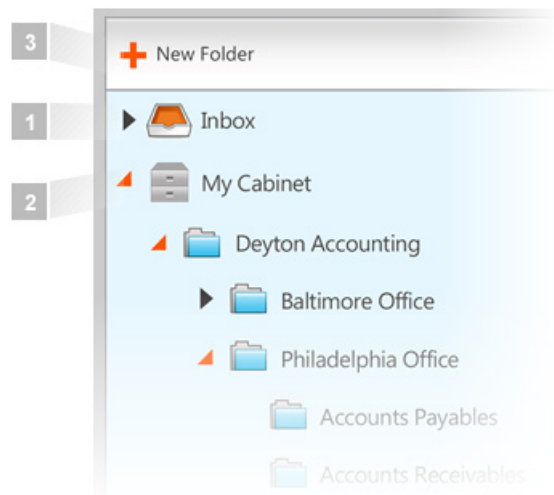 3
New Folder
1
Inbox
2
My Cabinet
Deyton Accounting
Baltimore Office
Philadelphia Office
Accounts Payables
Accounts Receivables